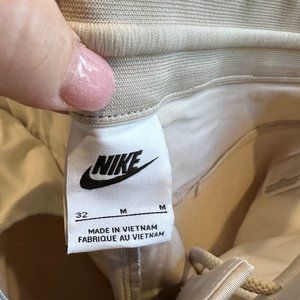 NIKE
32 M M
MADE IN VIETNAM
FABRIQUE AU VIETNAM